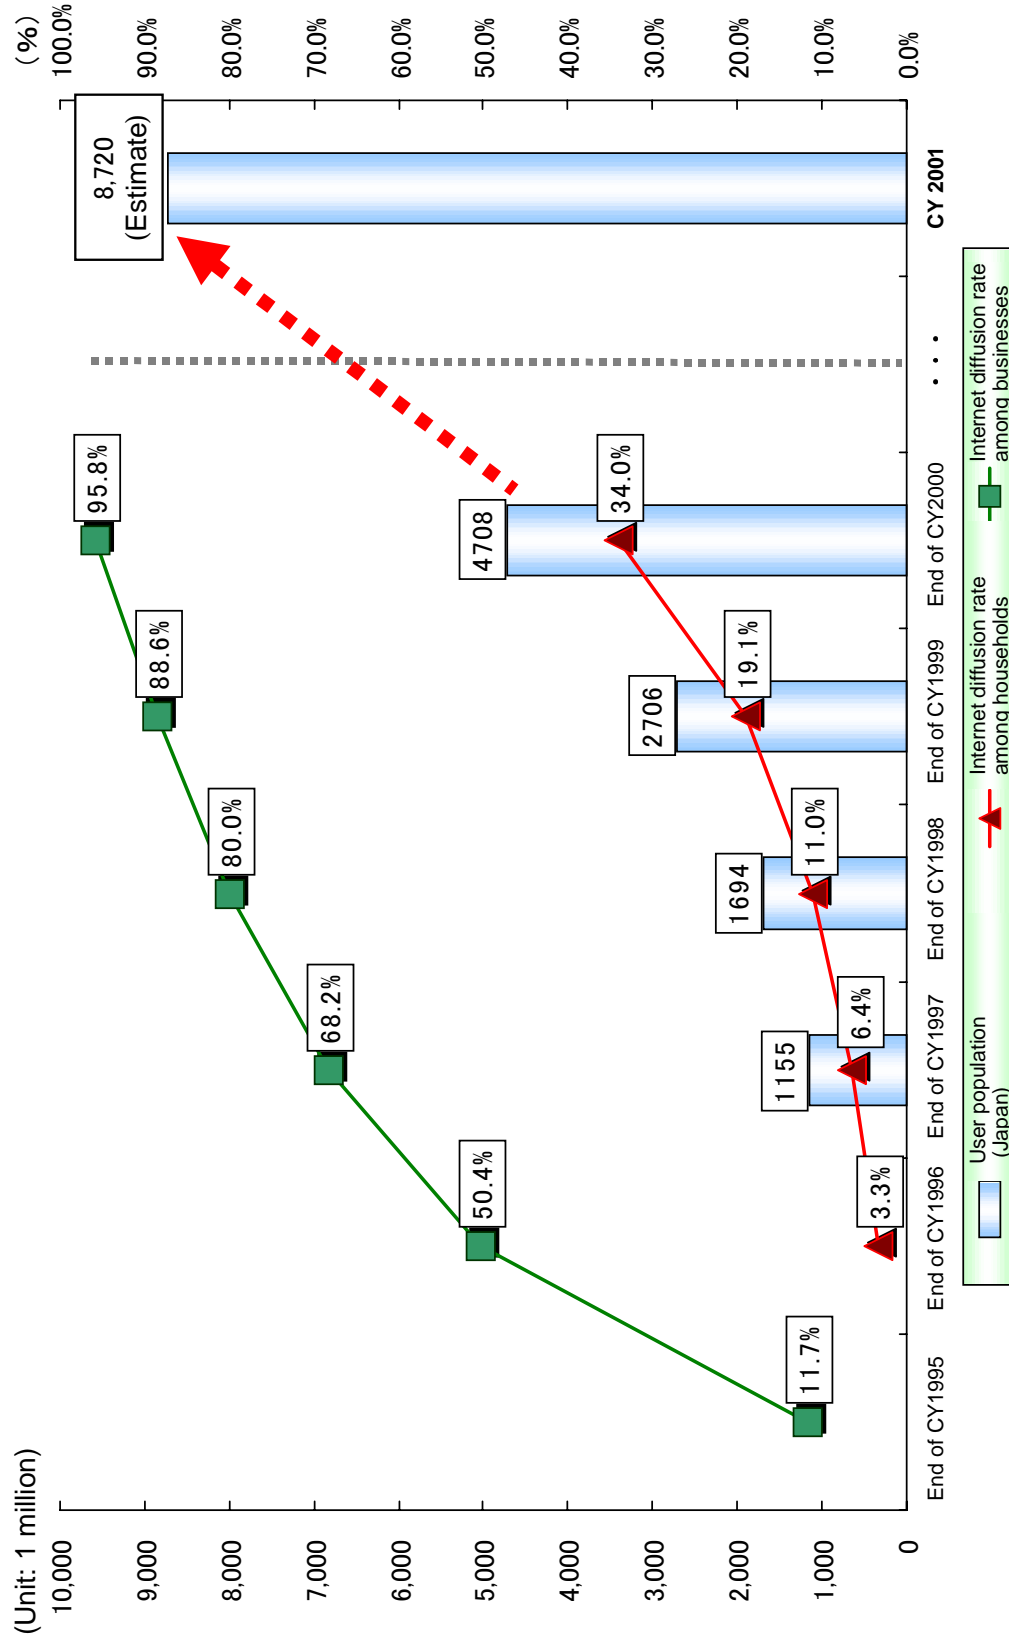 (Unit: 1 million)
(%)
10,000
9,000
8,000
7,000
6,000
5,000
4,000
3,000
2,000
1,000
0
100.0%
90.0%
80.0%
70.0%
60.0%
50.0%
40.0%
30.0%
20.0%
10.0%
0.0%
11.7%
50.4%
68.2%
80.0%
88.6%
95.8%
8,720
(Estimate)
1155
1694
2706
4708
3.3%
6.4%
11.0%
19.1%
34.0%
End of CY1995
End of CY1996
End of CY1997
End of CY1998
End of CY1999
End of CY2000
・・・
CY 2001
User population
(Japan)
Internet diffusion rate
among households
Internet diffusion rate
among businesses